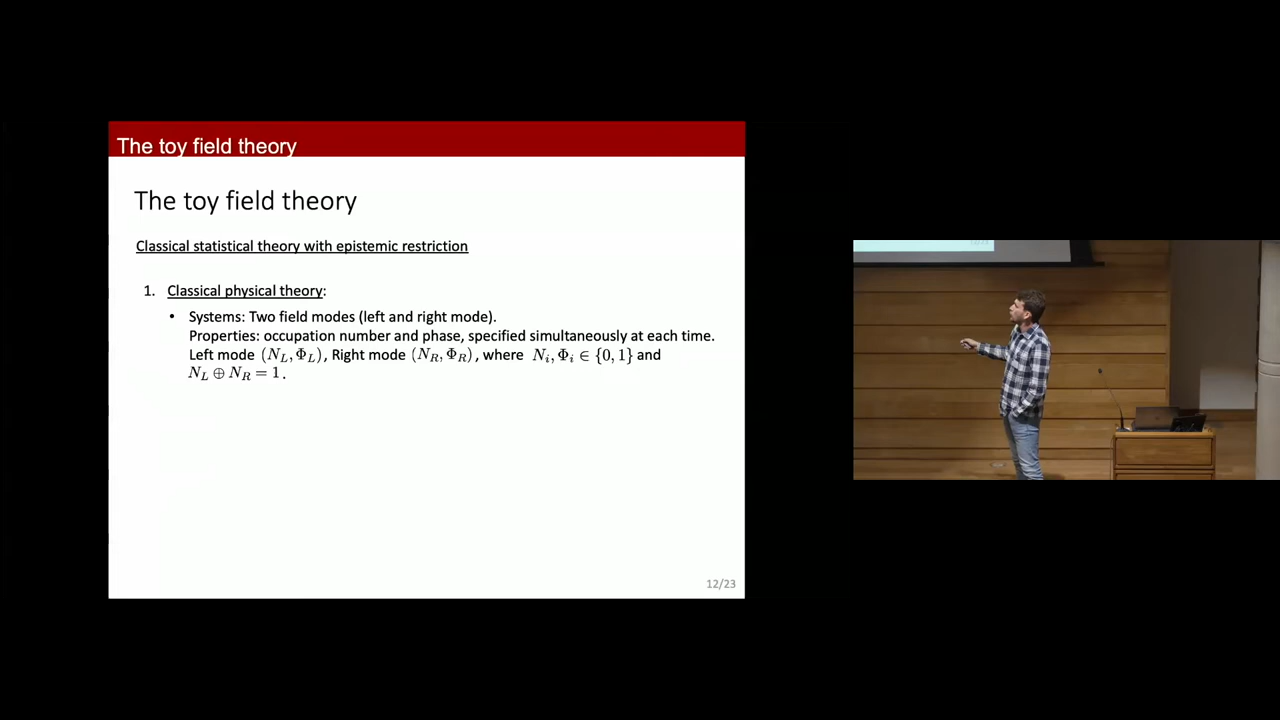 The toy field theory
The toy field theory
Classical statistical theory with epistemic restriction
1. Classical physical theory:
• Systems: Two field modes (left and right mode).
Properties: occupation number and phase, specified simultaneously at each time.
Left mode (N_L, Φ_L), Right mode (N_R, Φ_R), where N_i, Φ_i ∈ {0, 1} and
N_L ⊕ N_R = 1.
12/23